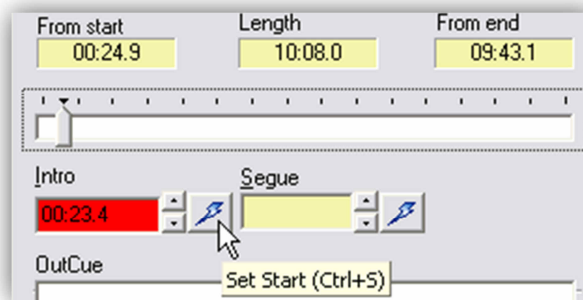 From start Length From end
00:24.9 10:08.0 09:43.1
Intro Segue
00:23.4
OutCue
Set Start (Ctrl+S)